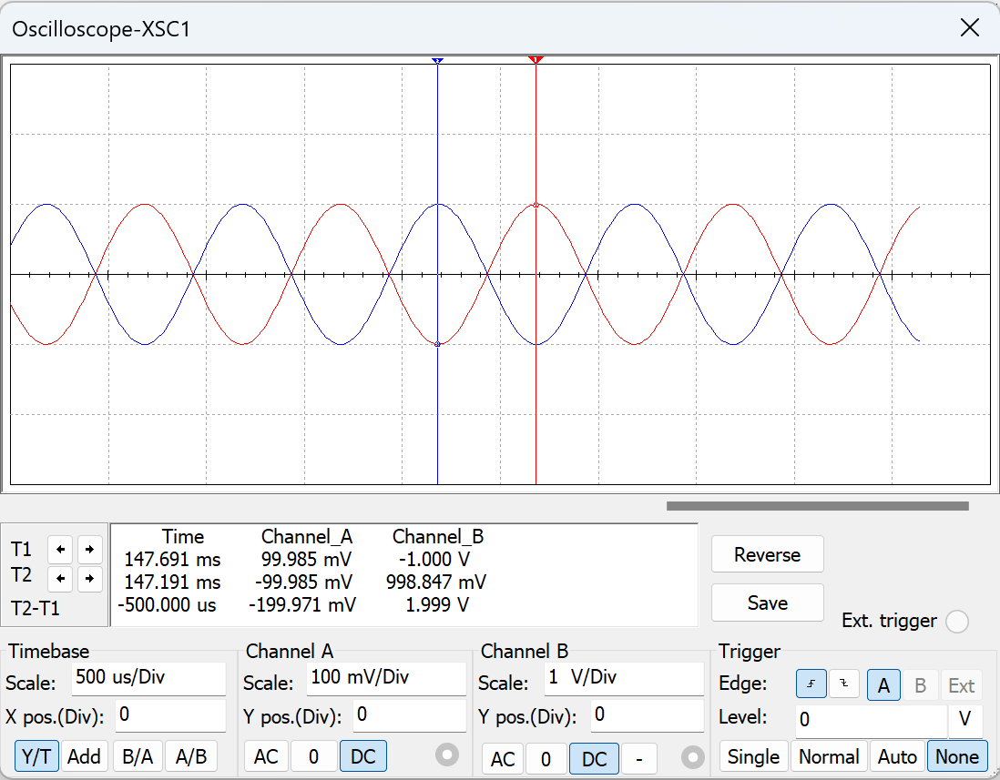 Oscilloscope-XSC1
2 1
T1
T2
T2-T1
Time Channel_A Channel_B
147.691 ms 99.985 mV -1.000 V
147.191 ms -99.985 mV 998.847 mV
-500.000 us -199.971 mV 1.999 V
Reverse
Save
Ext. trigger
Timebase
Scale: 500 us/Div
X pos.(Div): 0
Y/T Add B/A A/B
Channel A
Scale: 100 mV/Div
Y pos.(Div): 0
AC 0 DC
Channel B
Scale: 1 V/Div
Y pos.(Div): 0
AC 0 DC -
Trigger
Edge: A B Ext
Level: 0 V
Single Normal Auto None